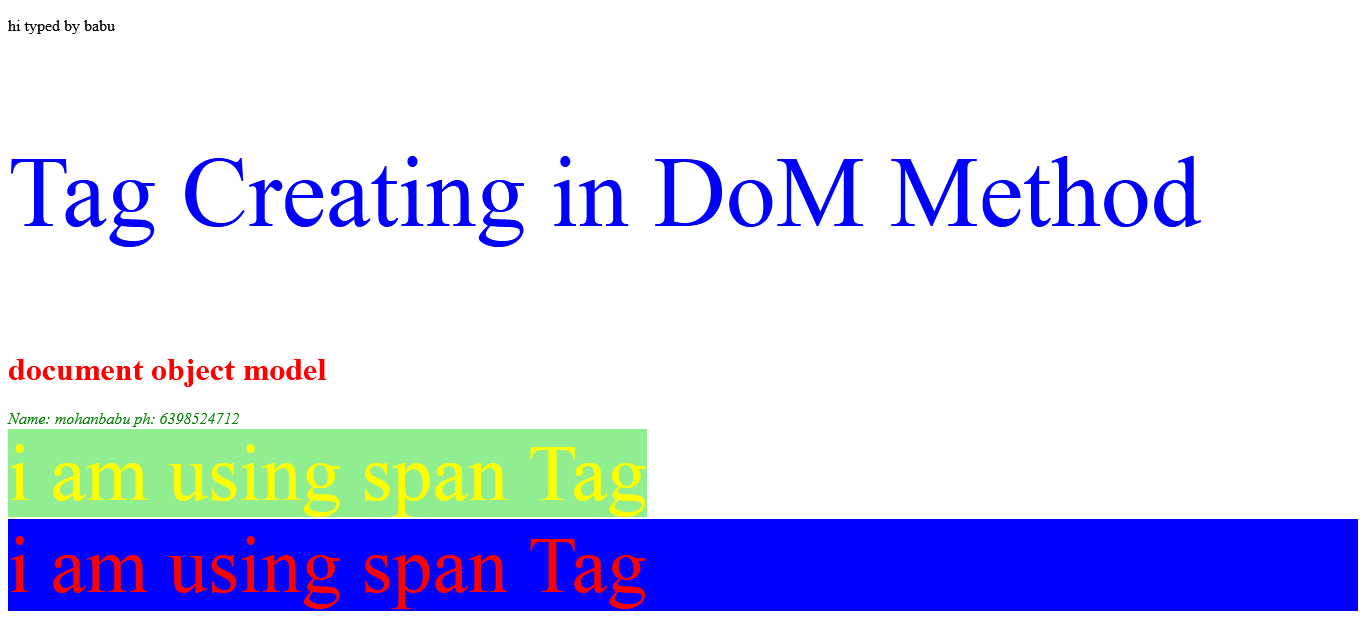 hi typed by babu
Tag Creating in DoM Method
document object model
Name: mohanbabu ph: 6398524712
i am using span Tag
i am using span Tag